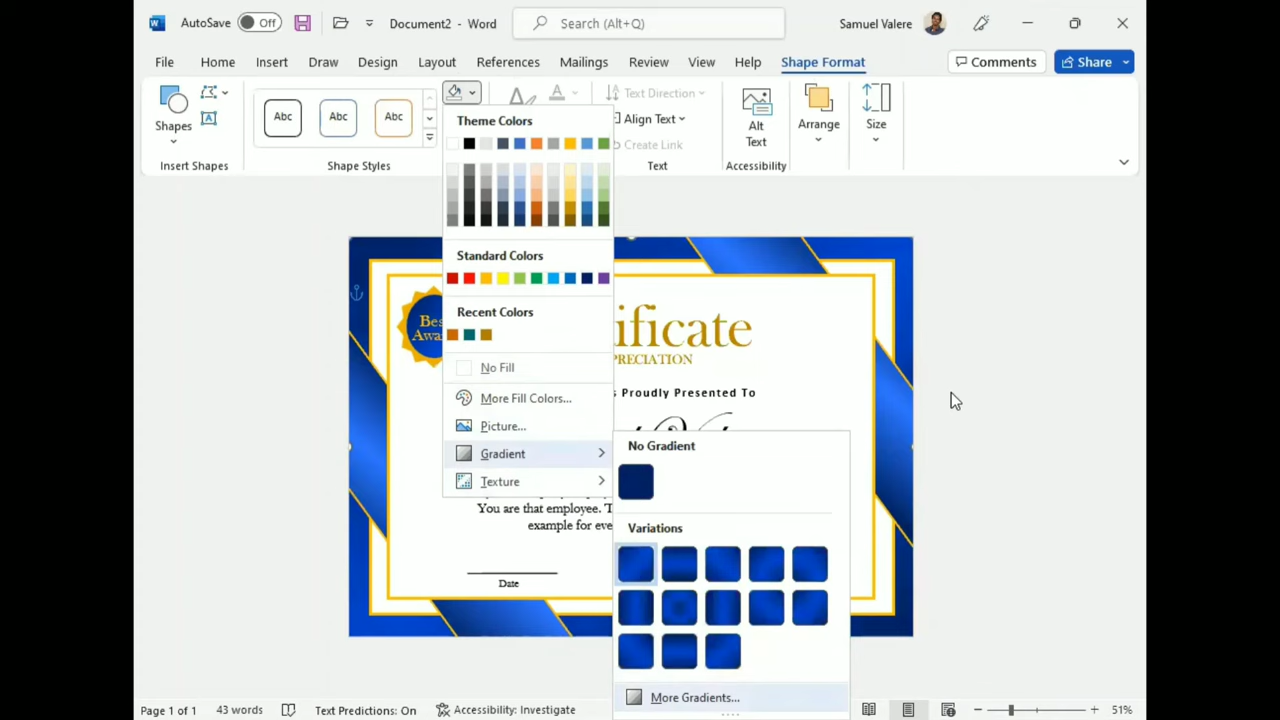 AutoSave Off Document2 - Word Search (Alt+Q) Samuel Valere
File Home Insert Draw Design Layout References Mailings Review View Help Shape Format Comments Share
Shapes
Abc Abc Abc
Text Direction
Align Text
Create Link
Alt
Text
Arrange
Size
Insert Shapes Shape Styles Text Accessibility
Theme Colors
Standard Colors
Recent Colors
No Fill
More Fill Colors...
Picture...
Gradient
Texture
No Gradient
Variations
More Gradients...
ificate
PRECIATION
s Proudly Presented To
You are that employee. T
example for eve
Date
Page 1 of 1 43 words Text Predictions: On Accessibility: Investigate 51%